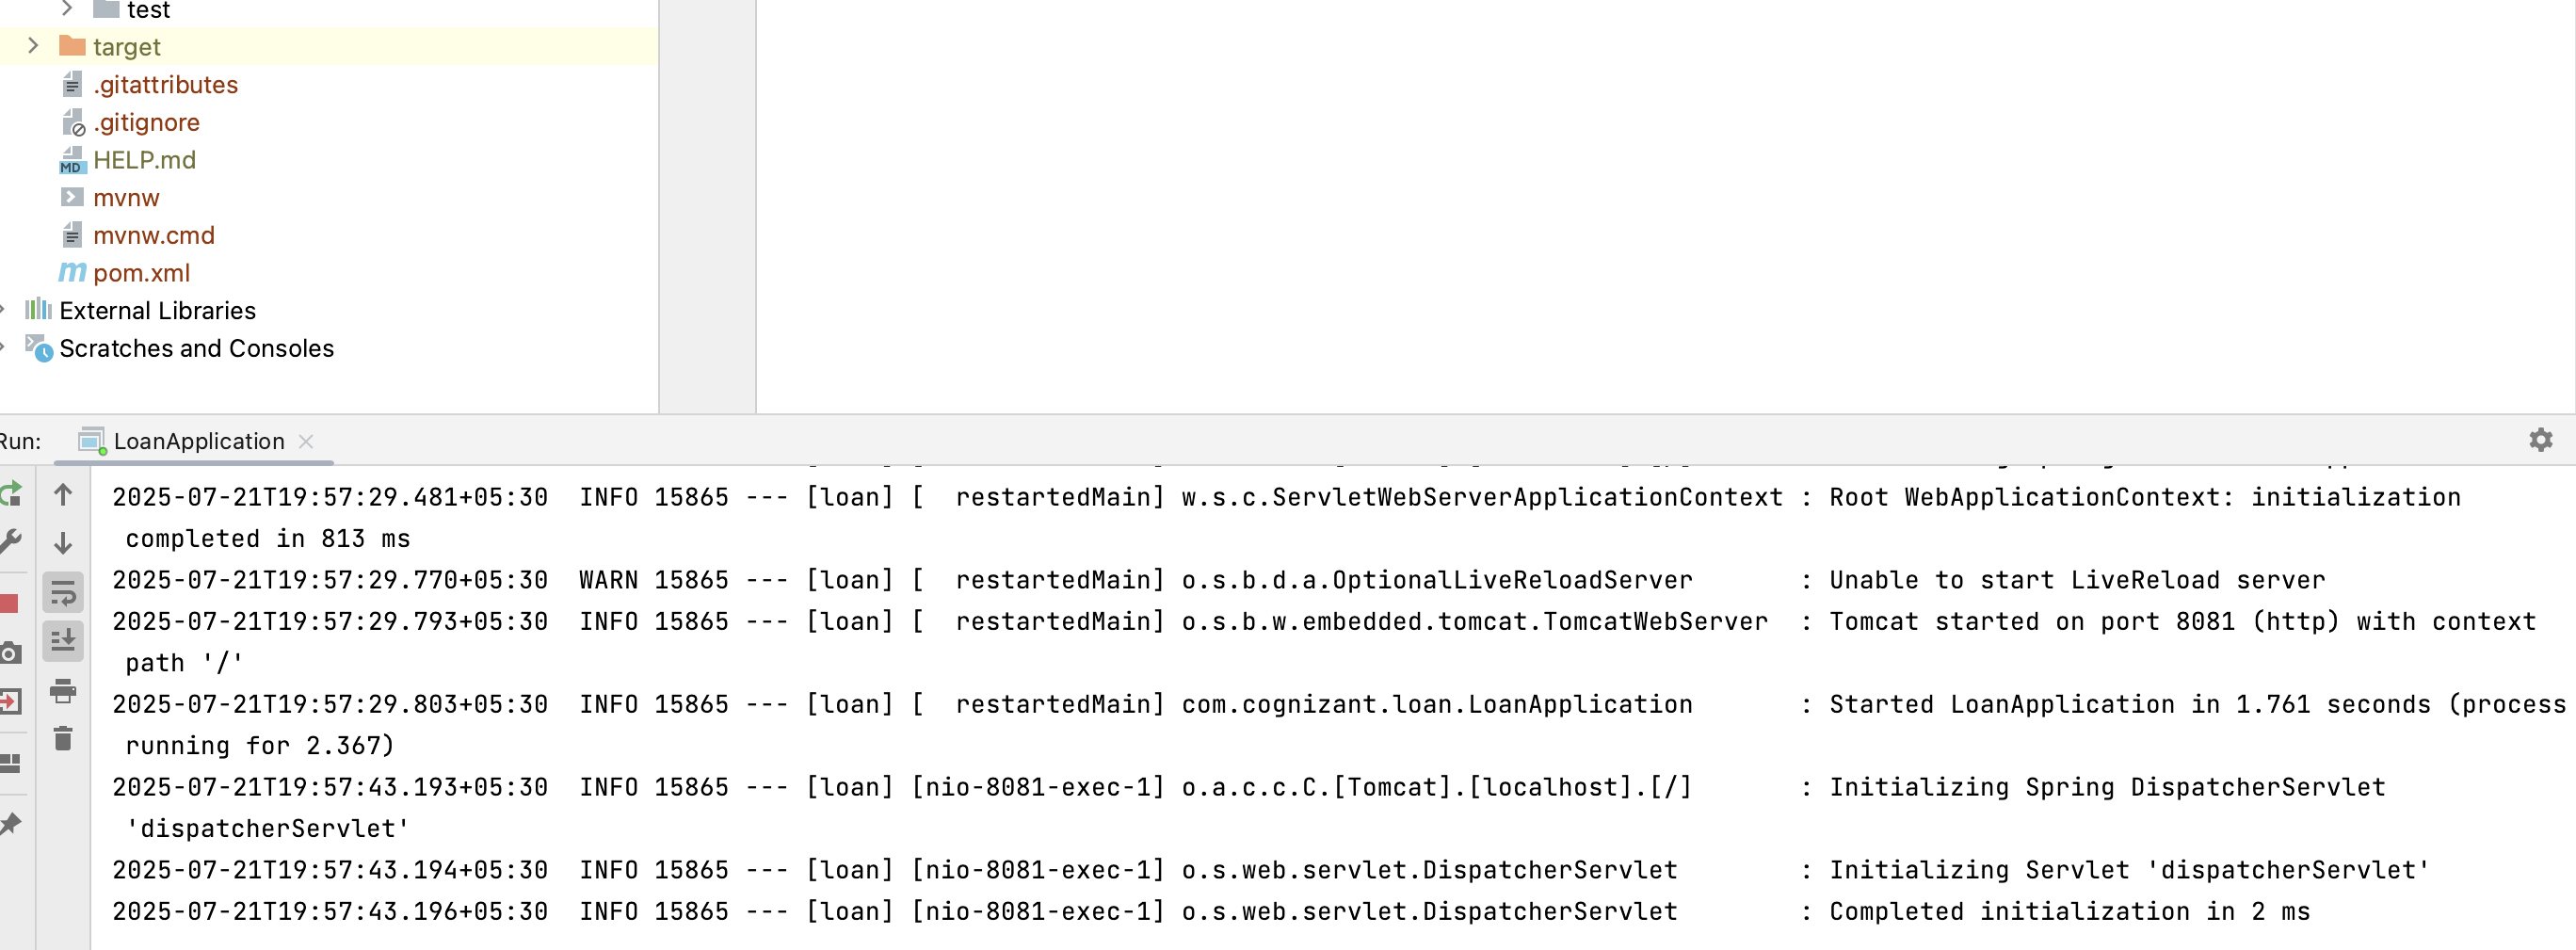 test
target
.gitattributes
.gitignore
HELP.md
mvnw
mvnw.cmd
pom.xml
External Libraries
Scratches and Consoles
Run: LoanApplication
2025-07-21T19:57:29.481+05:30  INFO 15865 --- [loan] [  restartedMain] w.s.c.ServletWebServerApplicationContext : Root WebApplicationContext: initialization
completed in 813 ms
2025-07-21T19:57:29.770+05:30  WARN 15865 --- [loan] [  restartedMain] o.s.b.d.a.OptionalLiveReloadServer       : Unable to start LiveReload server
2025-07-21T19:57:29.793+05:30  INFO 15865 --- [loan] [  restartedMain] o.s.b.w.embedded.tomcat.TomcatWebServer  : Tomcat started on port 8081 (http) with context
path '/'
2025-07-21T19:57:29.803+05:30  INFO 15865 --- [loan] [  restartedMain] com.cognizant.loan.LoanApplication       : Started LoanApplication in 1.761 seconds (process
running for 2.367)
2025-07-21T19:57:43.193+05:30  INFO 15865 --- [loan] [nio-8081-exec-1] o.a.c.c.C.[Tomcat].[localhost].[/]       : Initializing Spring DispatcherServlet
'dispatcherServlet'
2025-07-21T19:57:43.194+05:30  INFO 15865 --- [loan] [nio-8081-exec-1] o.s.web.servlet.DispatcherServlet        : Initializing Servlet 'dispatcherServlet'
2025-07-21T19:57:43.196+05:30  INFO 15865 --- [loan] [nio-8081-exec-1] o.s.web.servlet.DispatcherServlet        : Completed initialization in 2 ms